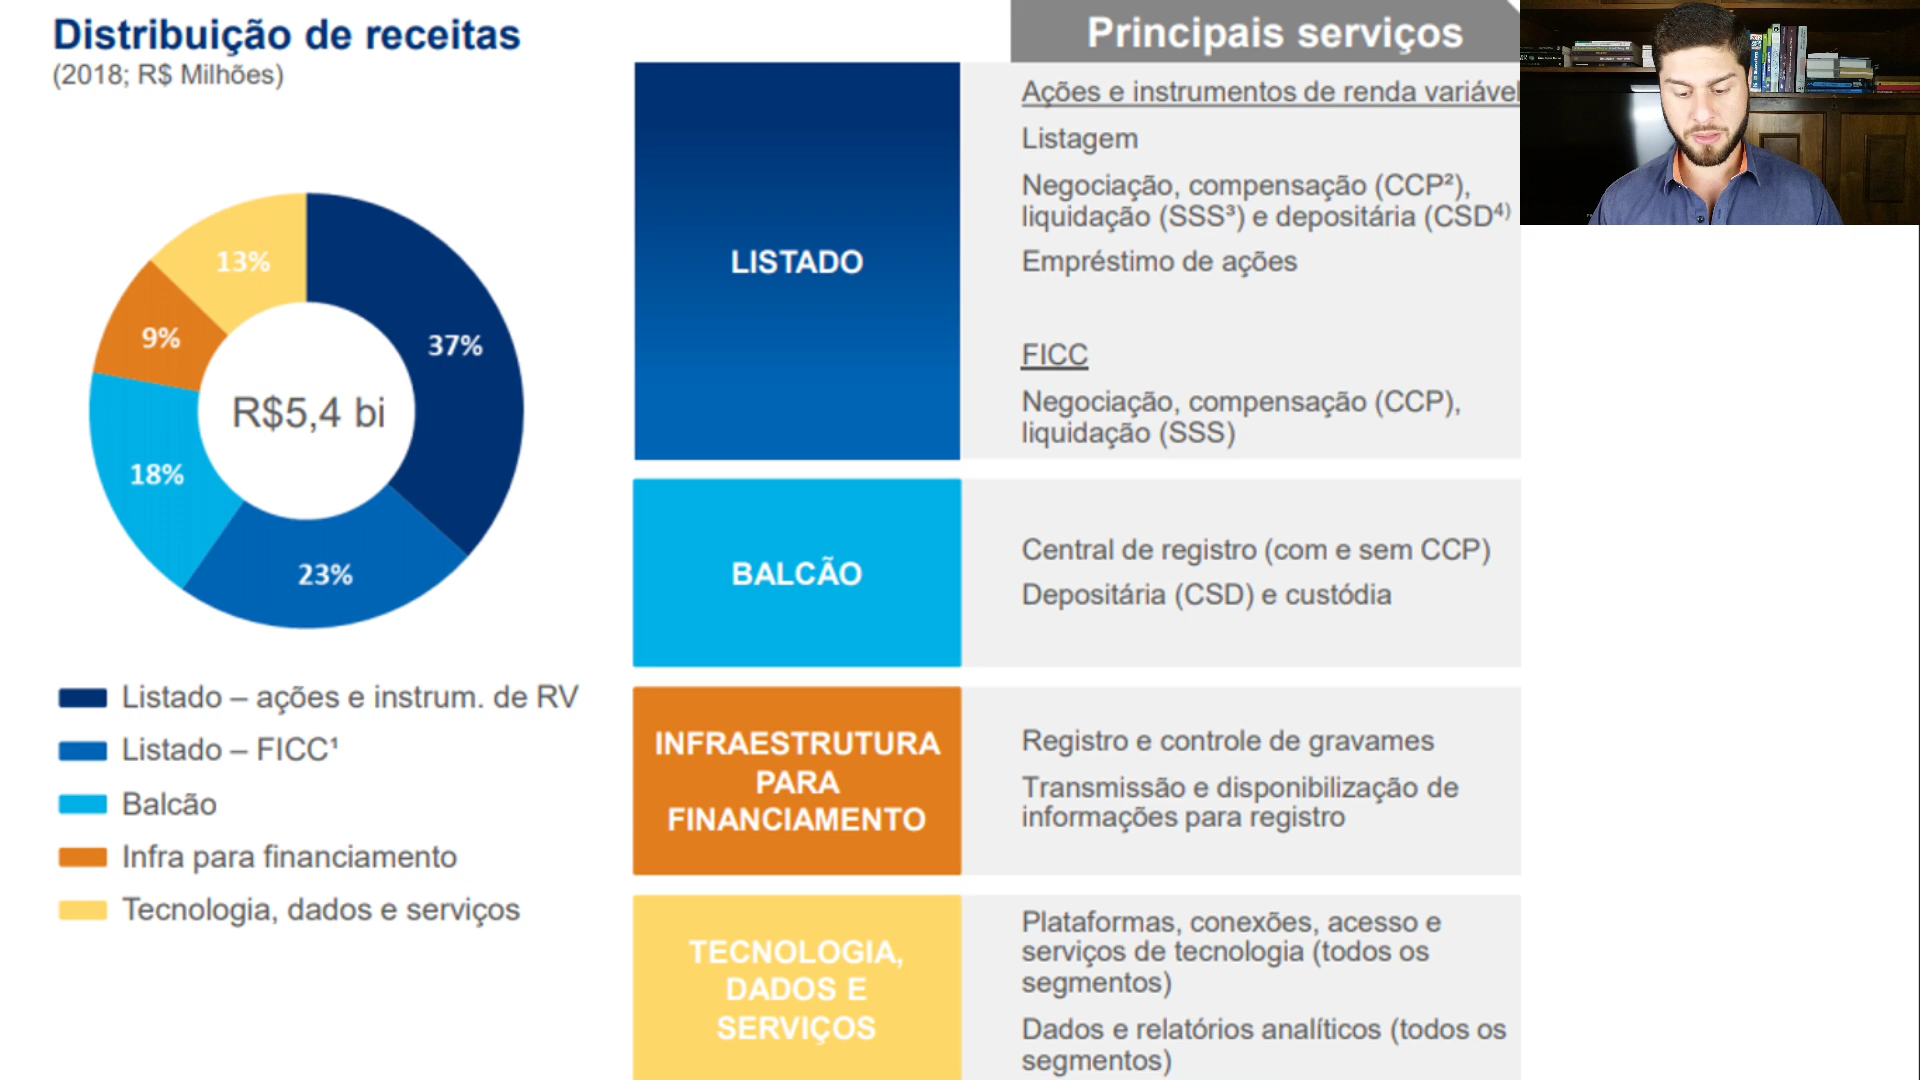 Distribuição de receitas
(2018; R$ Milhões)
13%
37%
9%
R$5,4 bi
18%
23%
Listado – ações e instrum. de RV
Listado – FICC¹
Balcão
Infra para financiamento
Tecnologia, dados e serviços
Principais serviços
LISTADO
Ações e instrumentos de renda variável
Listagem
Negociação, compensação (CCP²),
liquidação (SSS³) e depositária (CSD⁴⁾
Empréstimo de ações
FICC
Negociação, compensação (CCP),
liquidação (SSS)
BALCÃO
Central de registro (com e sem CCP)
Depositária (CSD) e custódia
INFRAESTRUTURA
PARA
FINANCIAMENTO
Registro e controle de gravames
Transmissão e disponibilização de
informações para registro
TECNOLOGIA,
DADOS E
SERVIÇOS
Plataformas, conexões, acesso e
serviços de tecnologia (todos os
segmentos)
Dados e relatórios analíticos (todos os
segmentos)